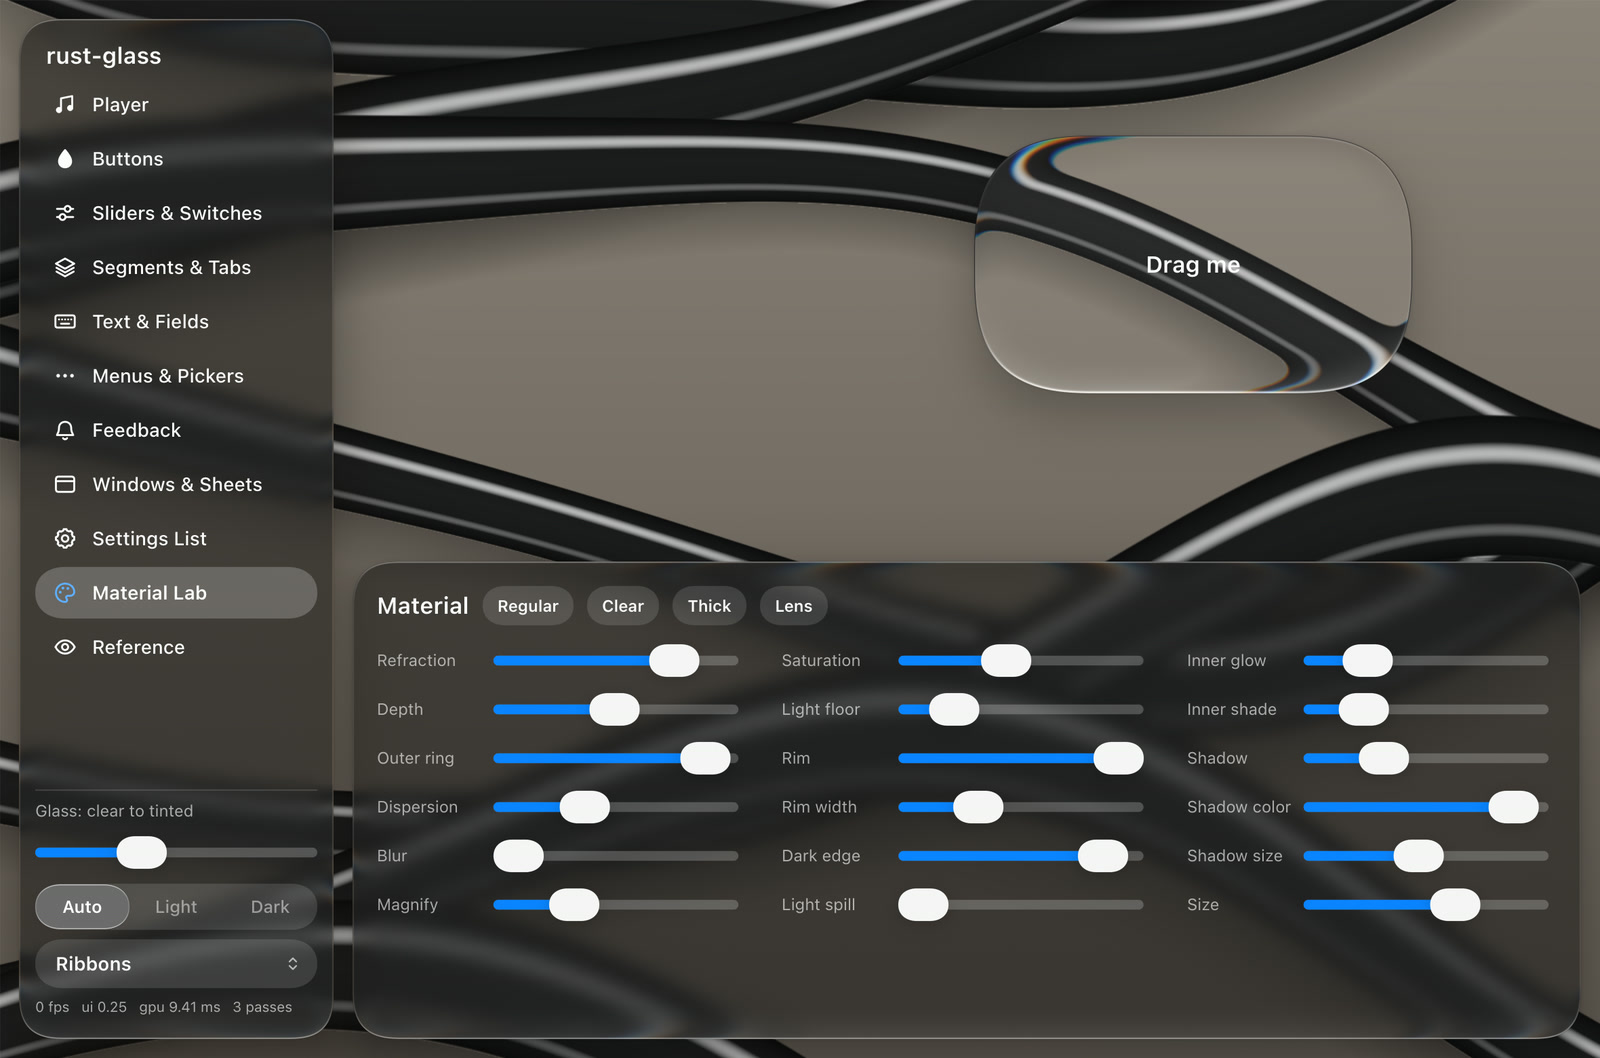 rust-glass
Player
Buttons
Sliders & Switches
Segments & Tabs
Text & Fields
Menus & Pickers
Feedback
Windows & Sheets
Settings List
Material Lab
Reference
Glass: clear to tinted
Auto Light Dark
Ribbons
0 fps ui 0.25 gpu 9.41 ms 3 passes
Drag me
Material Regular Clear Thick Lens
Refraction Saturation Inner glow
Depth Light floor Inner shade
Outer ring Rim Shadow
Dispersion Rim width Shadow color
Blur Dark edge Shadow size
Magnify Light spill Size